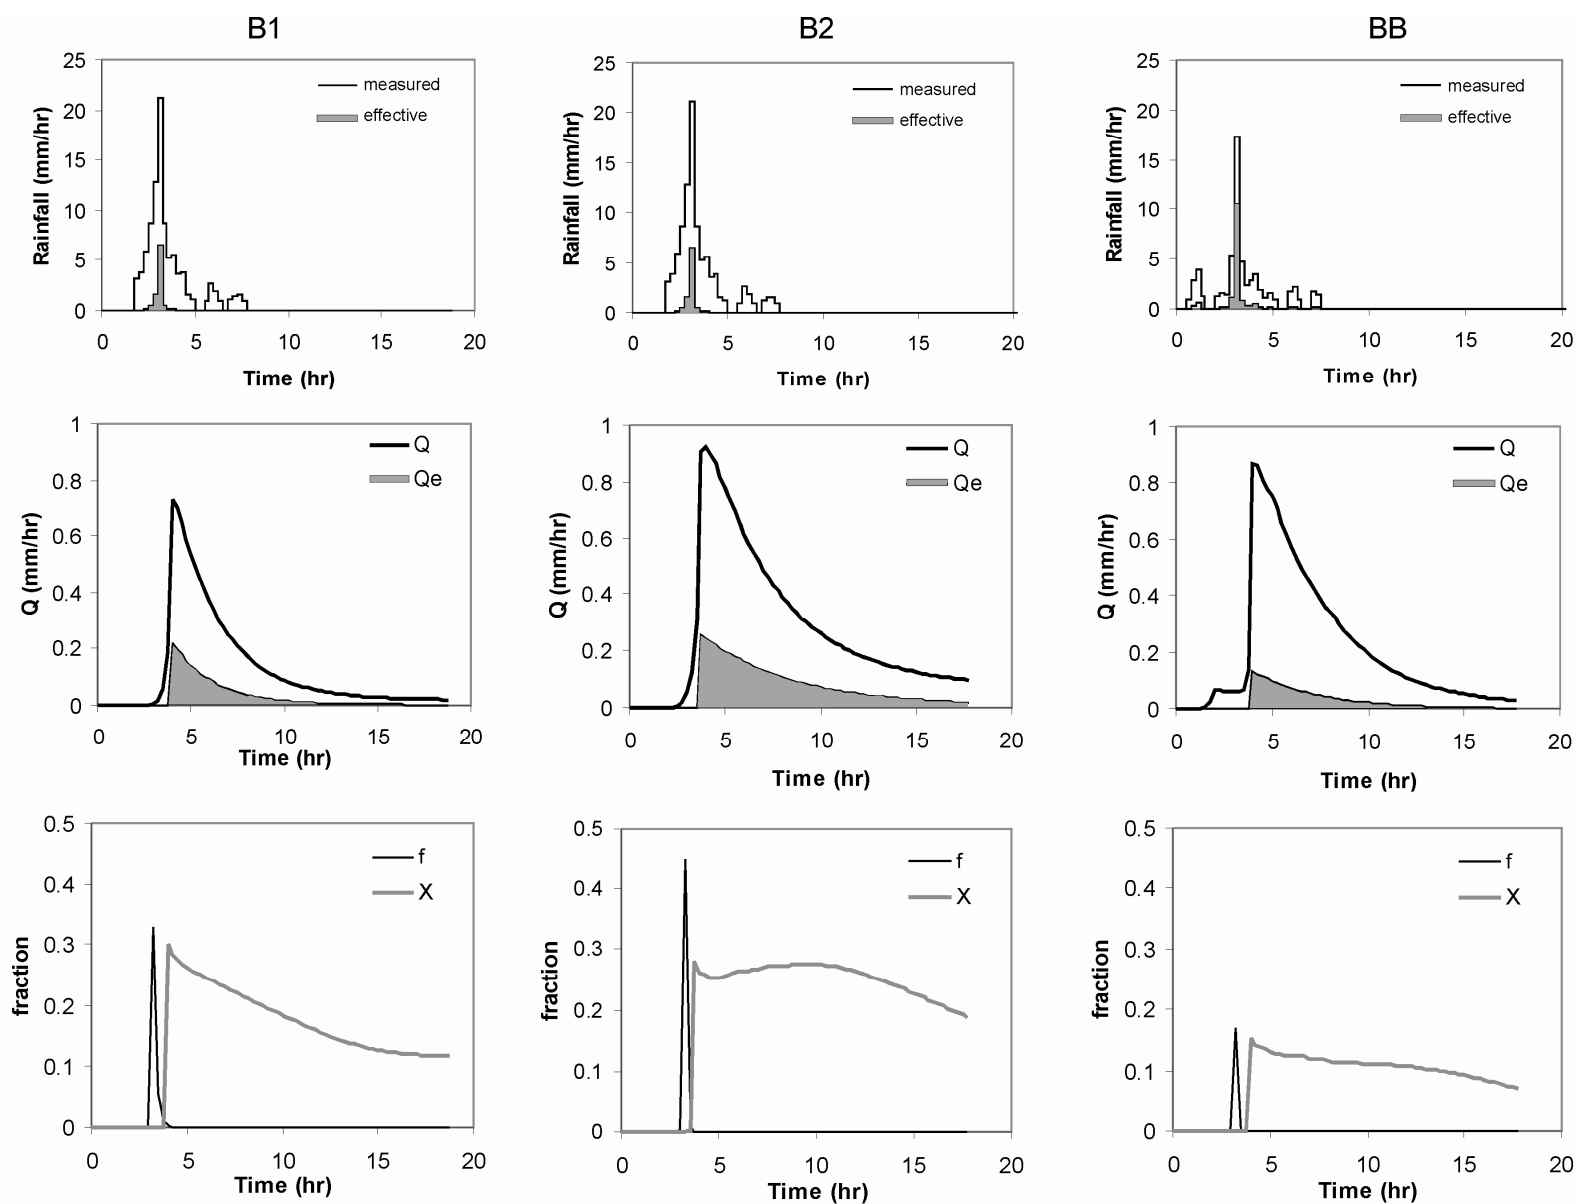 B1 B2 BB
25 25 25
measured measured measured
20 20 20
effective effective effective
15 15 15
10 10 10
5 5 5
0 0 0
Rainfall (mm/hr) Rainfall (mm/hr) Rainfall (mm/hr)
0 5 10 15 20 0 5 10 15 20 0 5 10 15 20
Time (hr) Time (hr) Time (hr)
1 1 1
Q Q Q
0.8 0.8 0.8
Qe Qe Qe
0.6 0.6 0.6
0.4 0.4 0.4
0.2 0.2 0.2
0 0 0
Q (mm/hr) Q (mm/hr) Q (mm/hr)
0 5 10 15 20 0 5 10 15 20 0 5 10 15 20
Time (hr) Time (hr) Time (hr)
0.5 0.5 0.5
f f f
0.4 0.4 0.4
X X X
0.3 0.3 0.3
0.2 0.2 0.2
0.1 0.1 0.1
0 0 0
fraction fraction fraction
0 5 10 15 20 0 5 10 15 20 0 5 10 15 20
Time (hr) Time (hr) Time (hr)